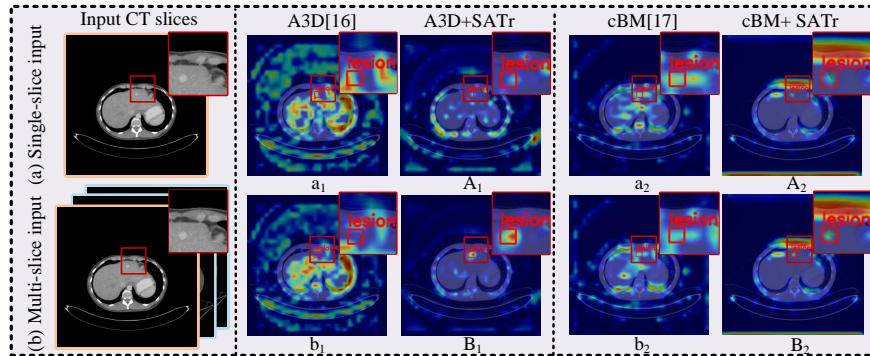 Input CT slices
A3D[16]
A3D+SATr
cBM[17]
cBM+ SATr
(a) Single-slice input
lesion
lesion
lesion
lesion
a₁
A₁
a₂
A₂
(b) Multi-slice input
lesion
lesion
lesion
lesion
b₁
B₁
b₂
B₂